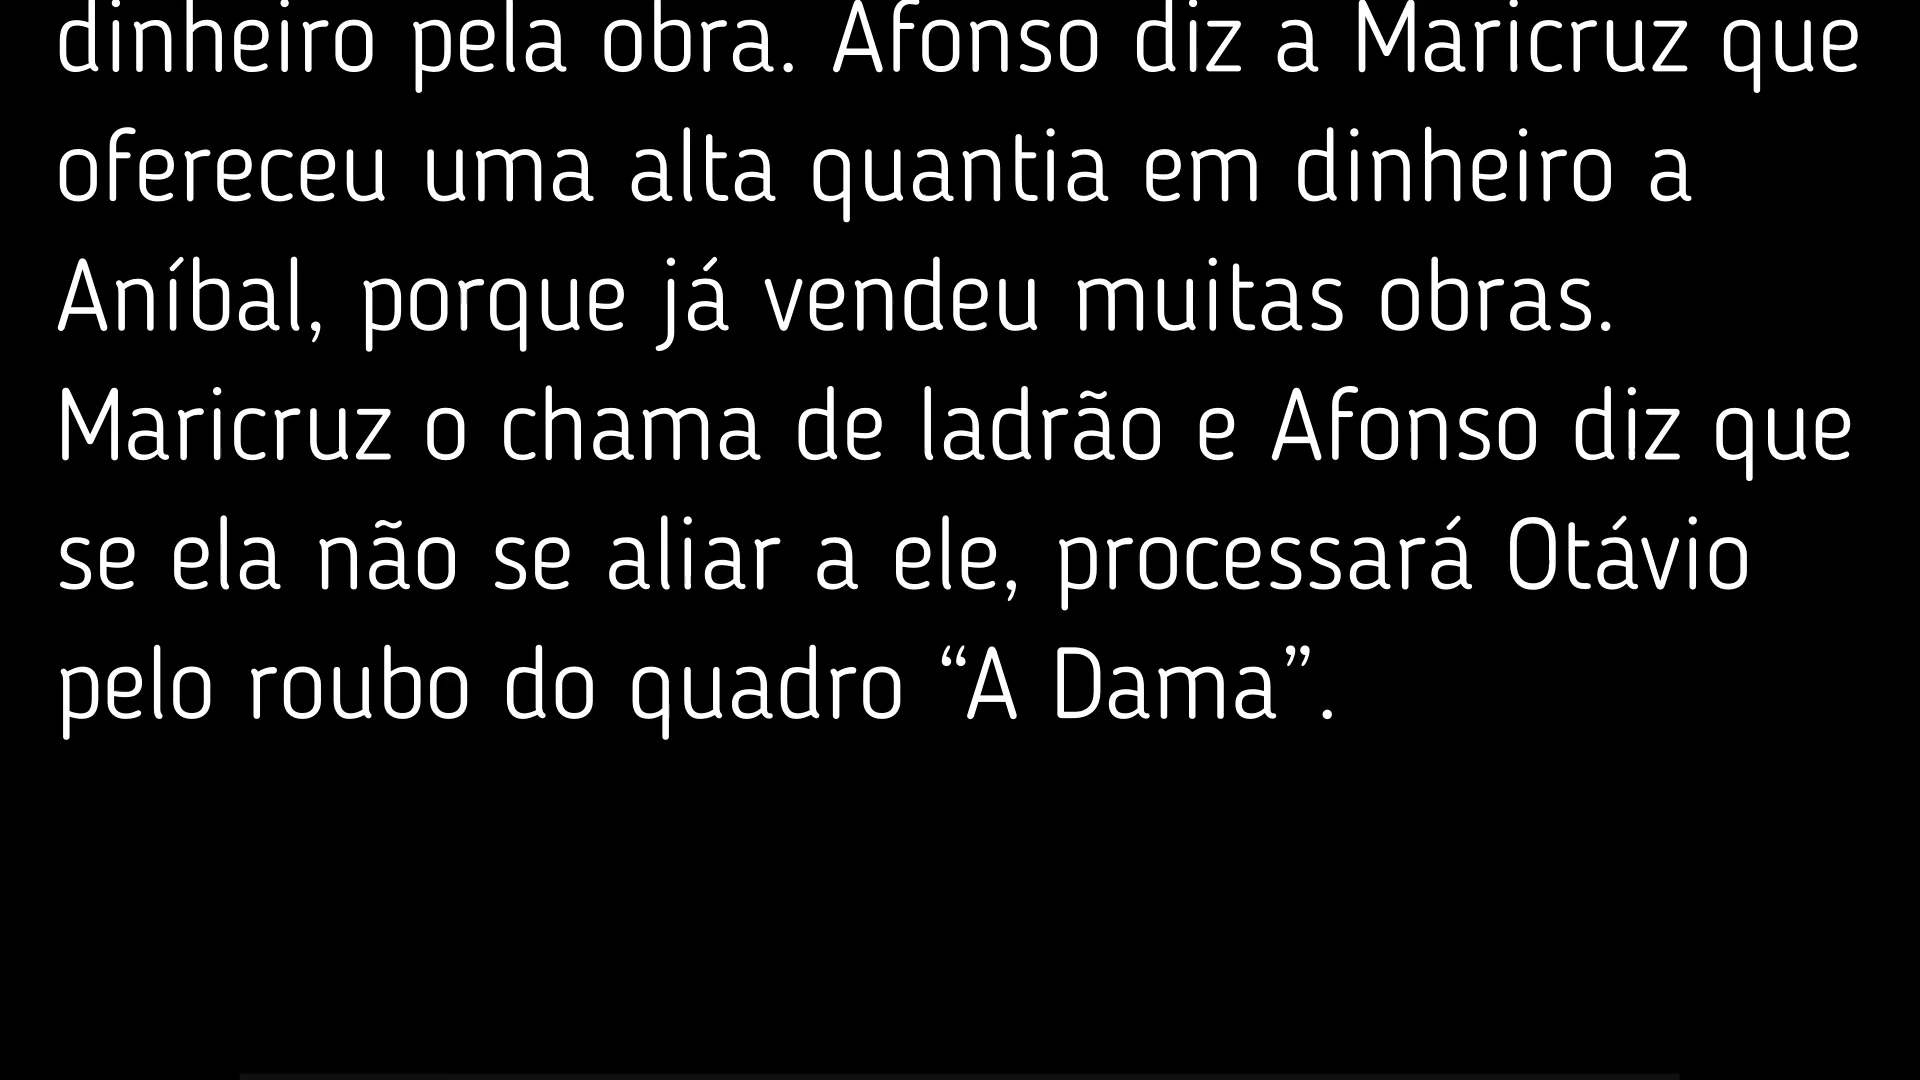 dinheiro pela obra. Afonso diz a Maricruz que
ofereceu uma alta quantia em dinheiro a
Aníbal, porque já vendeu muitas obras.
Maricruz o chama de ladrão e Afonso diz que
se ela não se aliar a ele, processará Otávio
pelo roubo do quadro “A Dama”.